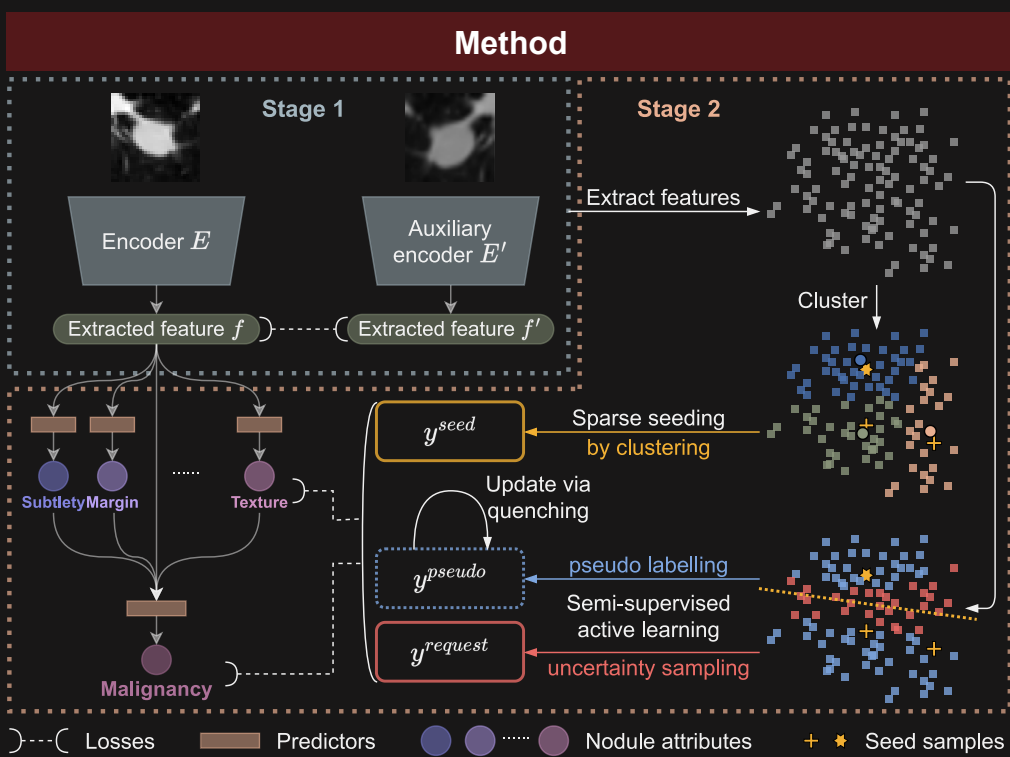 Method
Stage 1
Stage 2
Encoder E
Auxiliary
encoder E′
Extract features
Extracted feature f
Extracted feature f′
Cluster
y^{seed}
Sparse seeding
by clustering
Subtlety
Margin
Texture
Update via
quenching
y^{pseudo}
pseudo labelling
Semi-supervised
active learning
y^{request}
uncertainty sampling
Malignancy
Losses
Predictors
Nodule attributes
Seed samples